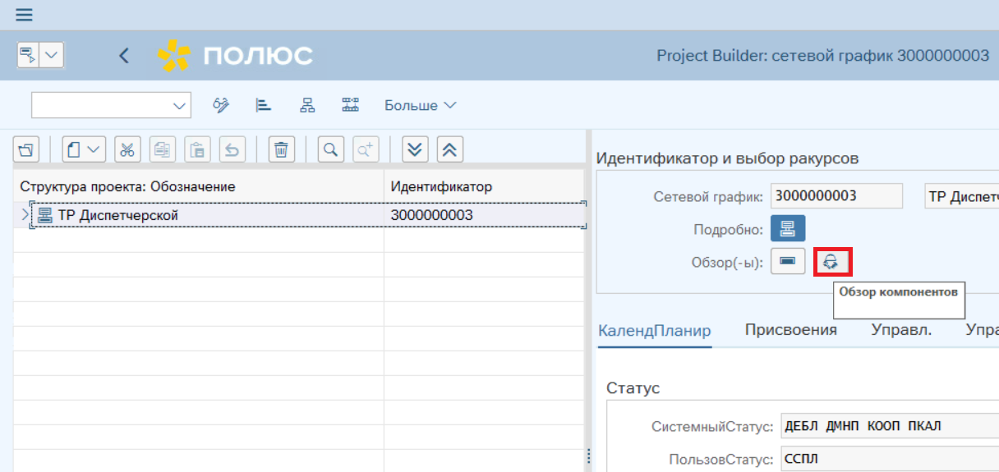 ПОЛЮС
Project Builder: сетевой график 3000000003
Больше
Структура проекта: Обозначение Идентификатор
ТР Диспетчерской 3000000003
Идентификатор и выбор ракурсов
Сетевой график: 3000000003 ТР Диспетч
Подробно:
Обзор(-ы):
Обзор компонентов
КалендПланир Присвоения Управл. Упра
Статус
СистемныйСтатус: ДЕБЛ ДМНП КООП ПКАЛ
ПользовСтатус: ССПЛ